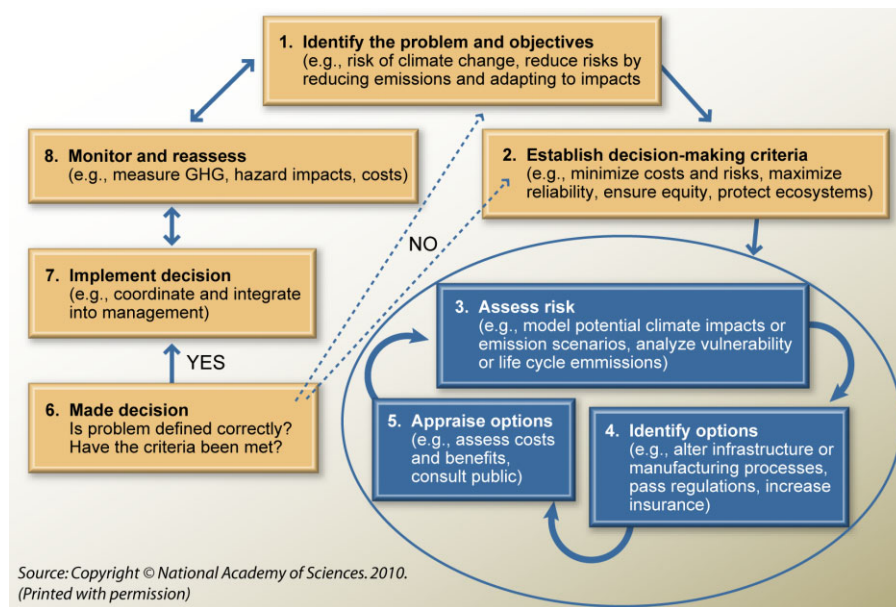 1. Identify the problem and objectives
(e.g., risk of climate change, reduce risks by
reducing emissions and adapting to impacts
8. Monitor and reassess
(e.g., measure GHG, hazard impacts, costs)
2. Establish decision-making criteria
(e.g., minimize costs and risks, maximize
reliability, ensure equity, protect ecosystems)
NO
7. Implement decision
(e.g., coordinate and integrate
into management)
3. Assess risk
(e.g., model potential climate impacts or
emission scenarios, analyze vulnerability
or life cycle emmissions)
YES
6. Made decision
Is problem defined correctly?
Have the criteria been met?
5. Appraise options
(e.g., assess costs
and benefits,
consult public)
4. Identify options
(e.g., alter infrastructure or
manufacturing processes,
pass regulations, increase
insurance)
Source: Copyright © National Academy of Sciences. 2010.
(Printed with permission)